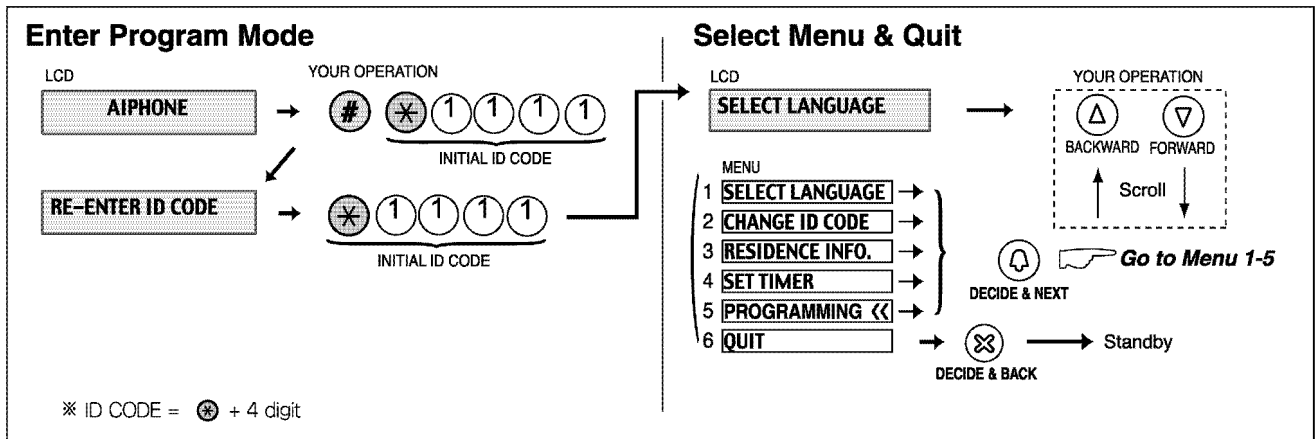 Enter Program Mode
LCD
YOUR OPERATION
AIPHONE
# * 1 1 1 1
INITIAL ID CODE
RE-ENTER ID CODE
* 1 1 1 1
INITIAL ID CODE
※ ID CODE = * + 4 digit
Select Menu & Quit
LCD
YOUR OPERATION
SELECT LANGUAGE
BACKWARD FORWARD
Scroll
MENU
1 SELECT LANGUAGE
2 CHANGE ID CODE
3 RESIDENCE INFO.
4 SET TIMER
5 PROGRAMMING <<
6 QUIT
Go to Menu 1-5
DECIDE & NEXT
Standby
DECIDE & BACK